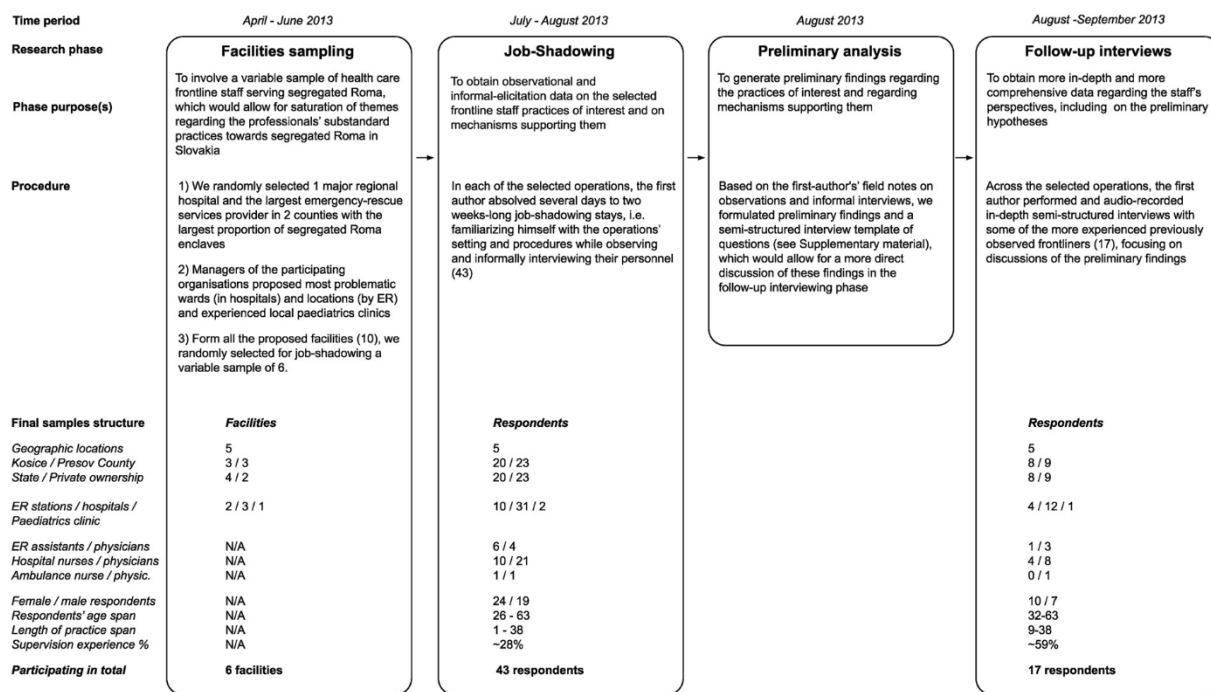 Time period
April - June 2013
July - August 2013
August 2013
August -September 2013
Research phase
Facilities sampling
Job-Shadowing
Preliminary analysis
Follow-up interviews
Phase purpose(s)
To involve a variable sample of health care
frontline staff serving segregated Roma,
which would allow for saturation of themes
regarding the professionals' substandard
practices towards segregated Roma in
Slovakia
To obtain observational and
informal-elicitation data on the selected
frontline staff practices of interest and on
mechanisms supporting them
To generate preliminary findings regarding
the practices of interest and regarding
mechanisms supporting them
To obtain more in-depth and more
comprehensive data regarding the staff's
perspectives, including on the preliminary
hypotheses
Procedure
1) We randomly selected 1 major regional
hospital and the largest emergency-rescue
services provider in 2 counties with the
largest proportion of segregated Roma
enclaves
2) Managers of the participating
organisations proposed most problematic
wards (in hospitals) and locations (by ER)
and experienced local paediatrics clinics
3) Form all the proposed facilities (10), we
randomly selected for job-shadowing a
variable sample of 6.
In each of the selected operations, the first
author absolved several days to two
weeks-long job-shadowing stays, i.e.
familiarizing himself with the operations'
setting and procedures while observing
and informally interviewing their personnel
(43)
Based on the first-author's' field notes on
observations and informal interviews, we
formulated preliminary findings and a
semi-structured interview template of
questions (see Supplementary material),
which would allow for a more direct
discussion of these findings in the
follow-up interviewing phase
Across the selected operations, the first
author performed and audio-recorded
in-depth semi-structured interviews with
some of the more experienced previously
observed frontliners (17), focusing on
discussions of the preliminary findings
Final samples structure
Facilities
Respondents
Respondents
Geographic locations
5
5
5
Kosice / Presov County
3 / 3
20 / 23
8 / 9
State / Private ownership
4 / 2
20 / 23
8 / 9
ER stations / hospitals /
Paediatrics clinic
2 / 3 / 1
10 / 31 / 2
4 / 12 / 1
ER assistants / physicians
N/A
6 / 4
1 / 3
Hospital nurses / physicians
N/A
10 / 21
4 / 8
Ambulance nurse / physic.
N/A
1 / 1
0 / 1
Female / male respondents
N/A
24 / 19
10 / 7
Respondents' age span
N/A
26 - 63
32-63
Length of practice span
N/A
1 - 38
9-38
Supervision experience %
N/A
~28%
~59%
Participating in total
6 facilities
43 respondents
17 respondents